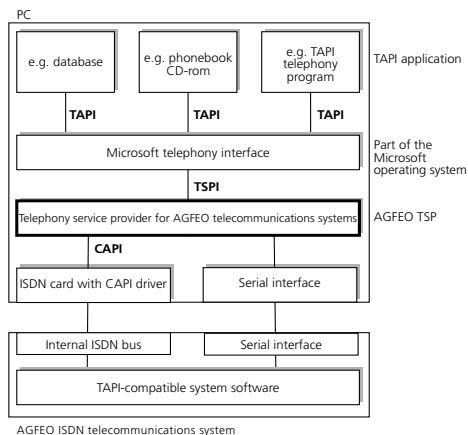 PC
e.g. database
e.g. phonebook
CD-rom
e.g. TAPI
telephony
program
TAPI application
TAPI
TAPI
TAPI
Microsoft telephony interface
Part of the
Microsoft
operating system
TSPI
Telephony service provider for AGFEO telecommunications systems
AGFEO TSP
CAPI
ISDN card with CAPI driver
Serial interface
Internal ISDN bus
Serial interface
TAPI-compatible system software
AGFEO ISDN telecommunications system